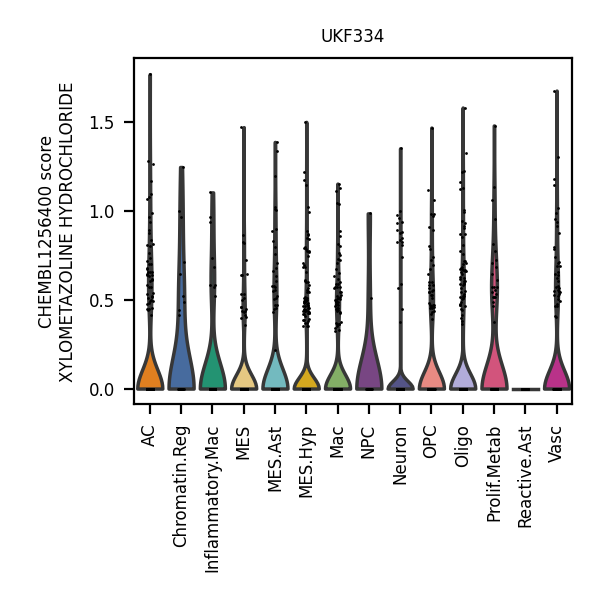 UKF334
CHEMBL1256400 score
XYLOMETAZOLINE HYDROCHLORIDE
1.5
1.0
0.5
0.0
AC
Chromatin.Reg
Inflammatory.Mac
MES
MES.Ast
MES.Hyp
Mac
NPC
Neuron
OPC
Oligo
Prolif.Metab
Reactive.Ast
Vasc